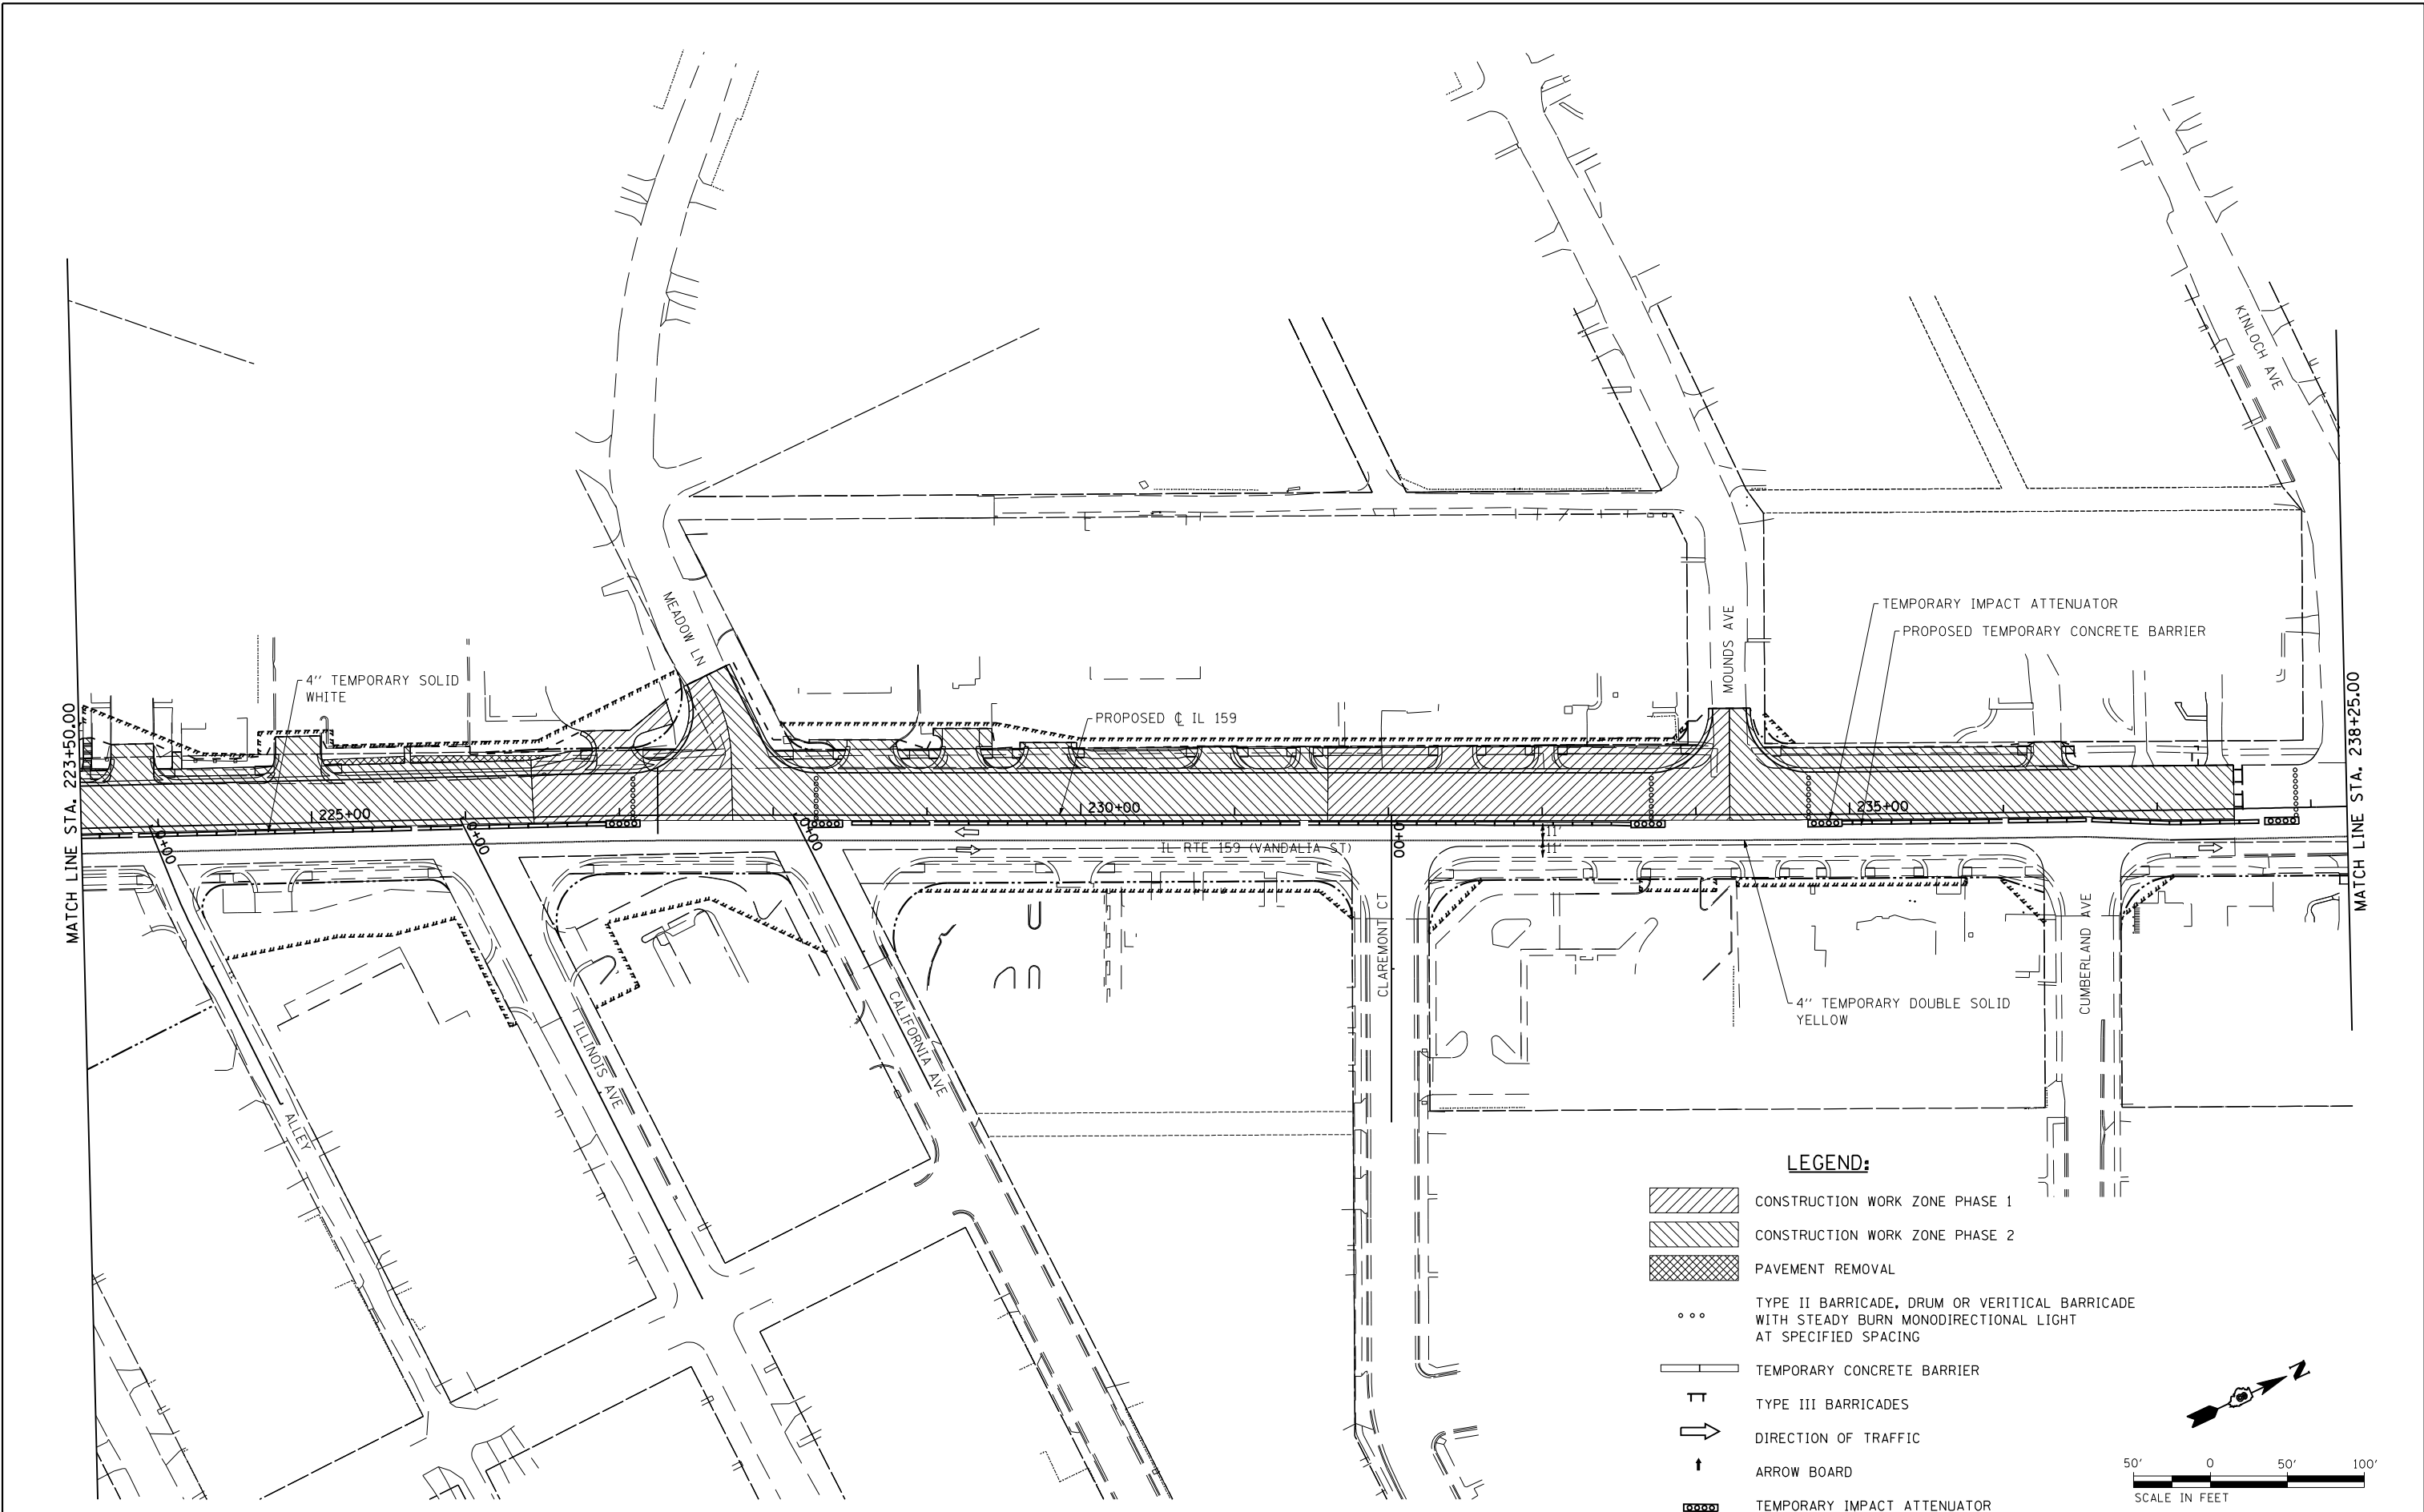 KINLOCH AVE
MEADOW LN
MOUNDS AVE
TEMPORARY IMPACT ATTENUATOR
PROPOSED TEMPORARY CONCRETE BARRIER
4'' TEMPORARY SOLID
WHITE
PROPOSED ℄ IL 159
MATCH LINE STA. 223+50.00
MATCH LINE STA. 238+25.00
225+00
230+00
235+00
0+00
0+00
0+00
00+0
11'
11'
IL RTE 159 (VANDALIA ST)
CLAREMONT CT
CUMBERLAND AVE
4'' TEMPORARY DOUBLE SOLID
YELLOW
ALLEY
ILLINOIS AVE
CALIFORNIA AVE
LEGEND:
CONSTRUCTION WORK ZONE PHASE 1
CONSTRUCTION WORK ZONE PHASE 2
PAVEMENT REMOVAL
TYPE II BARRICADE, DRUM OR VERITICAL BARRICADE
WITH STEADY BURN MONODIRECTIONAL LIGHT
AT SPECIFIED SPACING
TEMPORARY CONCRETE BARRIER
TYPE III BARRICADES
DIRECTION OF TRAFFIC
ARROW BOARD
TEMPORARY IMPACT ATTENUATOR
N
50' 0 50' 100'
SCALE IN FEET